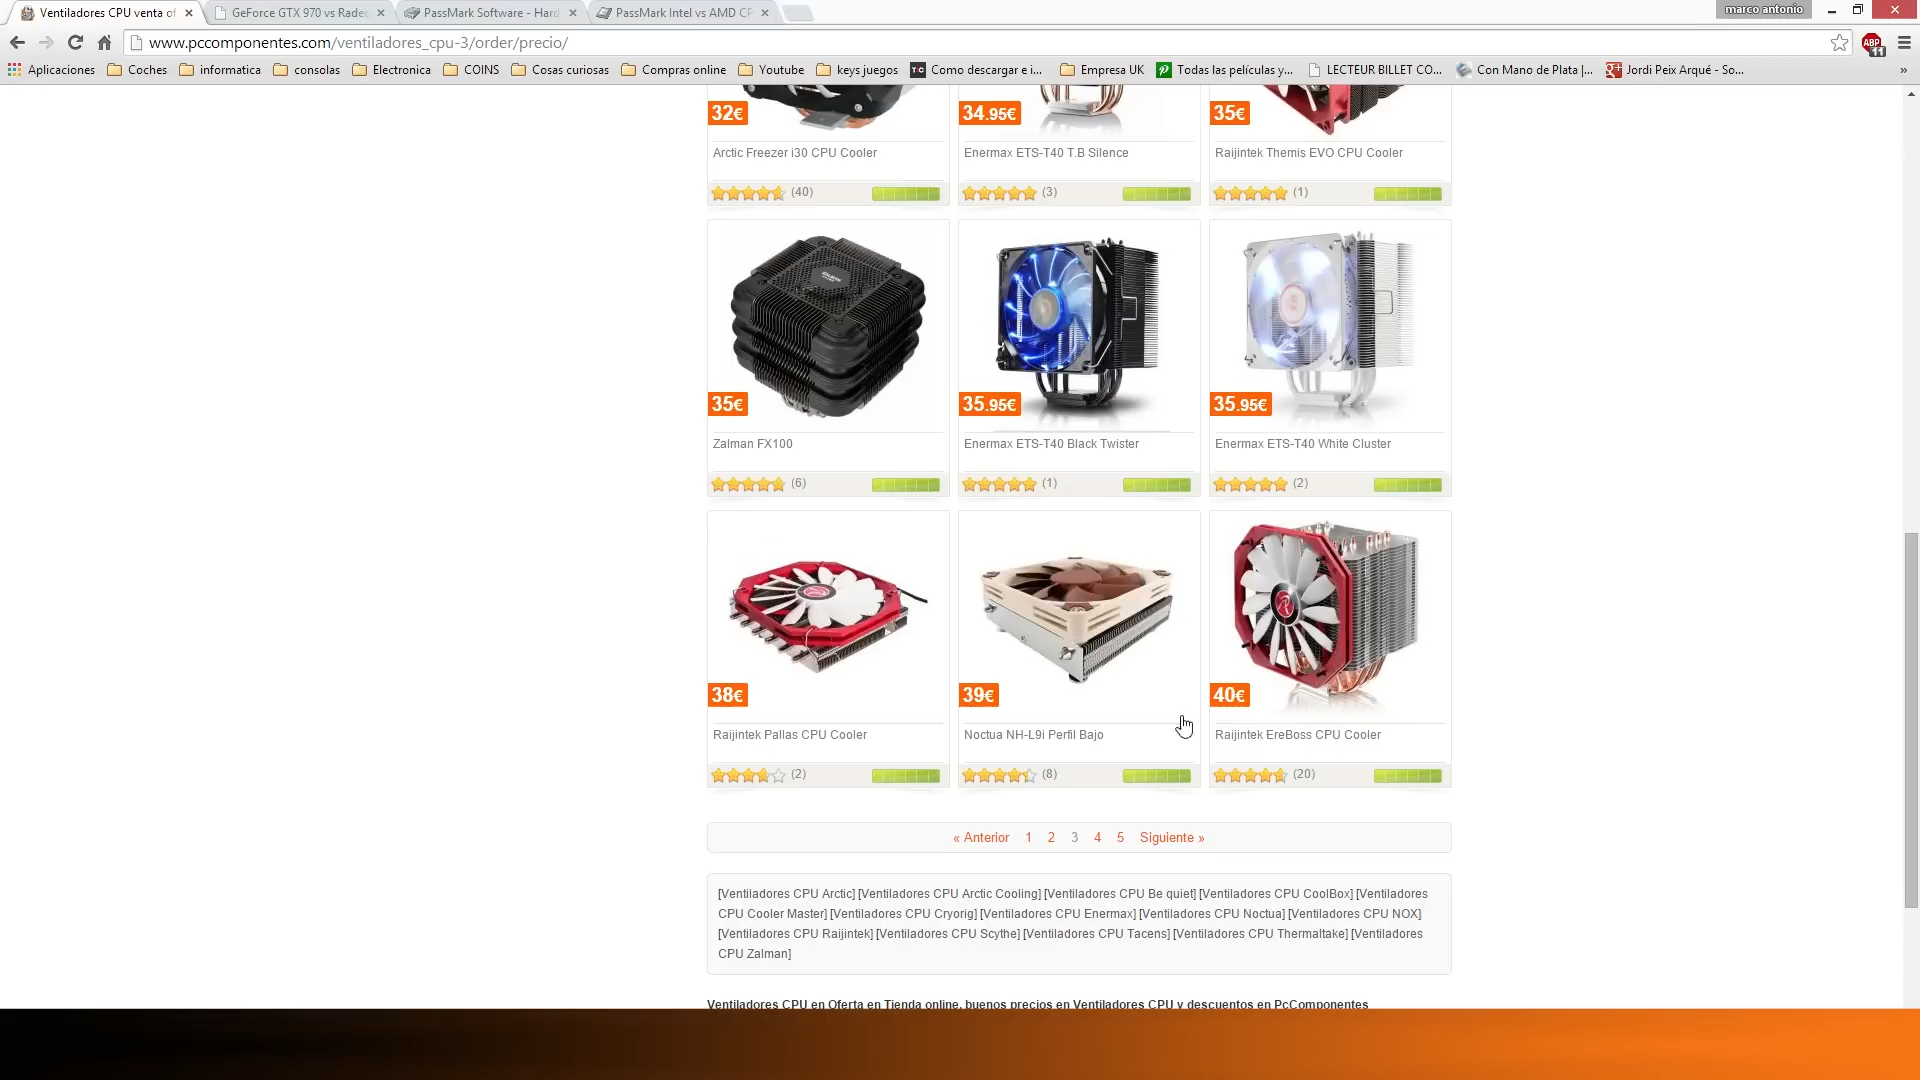 marco antonio
Ventiladores CPU venta of
GeForce GTX 970 vs Rade
PassMark Software - Hard
PassMark Intel vs AMD CP
www.pccomponentes.com/ventiladores_cpu-3/order/precio/
ABP
11
Aplicaciones
Coches
informatica
consolas
Electronica
COINS
Cosas curiosas
Compras online
Youtube
keys juegos
Como descargar e i...
Empresa UK
Todas las películas y...
LECTEUR BILLET CO...
Con Mano de Plata |...
Jordi Peix Arqué - So...
»
32€
34.95€
35€
Arctic Freezer i30 CPU Cooler
Enermax ETS-T40 T.B Silence
Raijintek Themis EVO CPU Cooler
(40)
(3)
(1)
35€
35.95€
35.95€
Zalman FX100
Enermax ETS-T40 Black Twister
Enermax ETS-T40 White Cluster
(6)
(1)
(2)
38€
39€
40€
Raijintek Pallas CPU Cooler
Noctua NH-L9i Perfil Bajo
Raijintek EreBoss CPU Cooler
(2)
(8)
(20)
« Anterior 1 2 3 4 5 Siguiente »
[Ventiladores CPU Arctic] [Ventiladores CPU Arctic Cooling] [Ventiladores CPU Be quiet] [Ventiladores CPU CoolBox] [Ventiladores
CPU Cooler Master] [Ventiladores CPU Cryorig] [Ventiladores CPU Enermax] [Ventiladores CPU Noctua] [Ventiladores CPU NOX]
[Ventiladores CPU Raijintek] [Ventiladores CPU Scythe] [Ventiladores CPU Tacens] [Ventiladores CPU Thermaltake] [Ventiladores
CPU Zalman]
Ventiladores CPU en Oferta en Tienda online, buenos precios en Ventiladores CPU y descuentos en PcComponentes